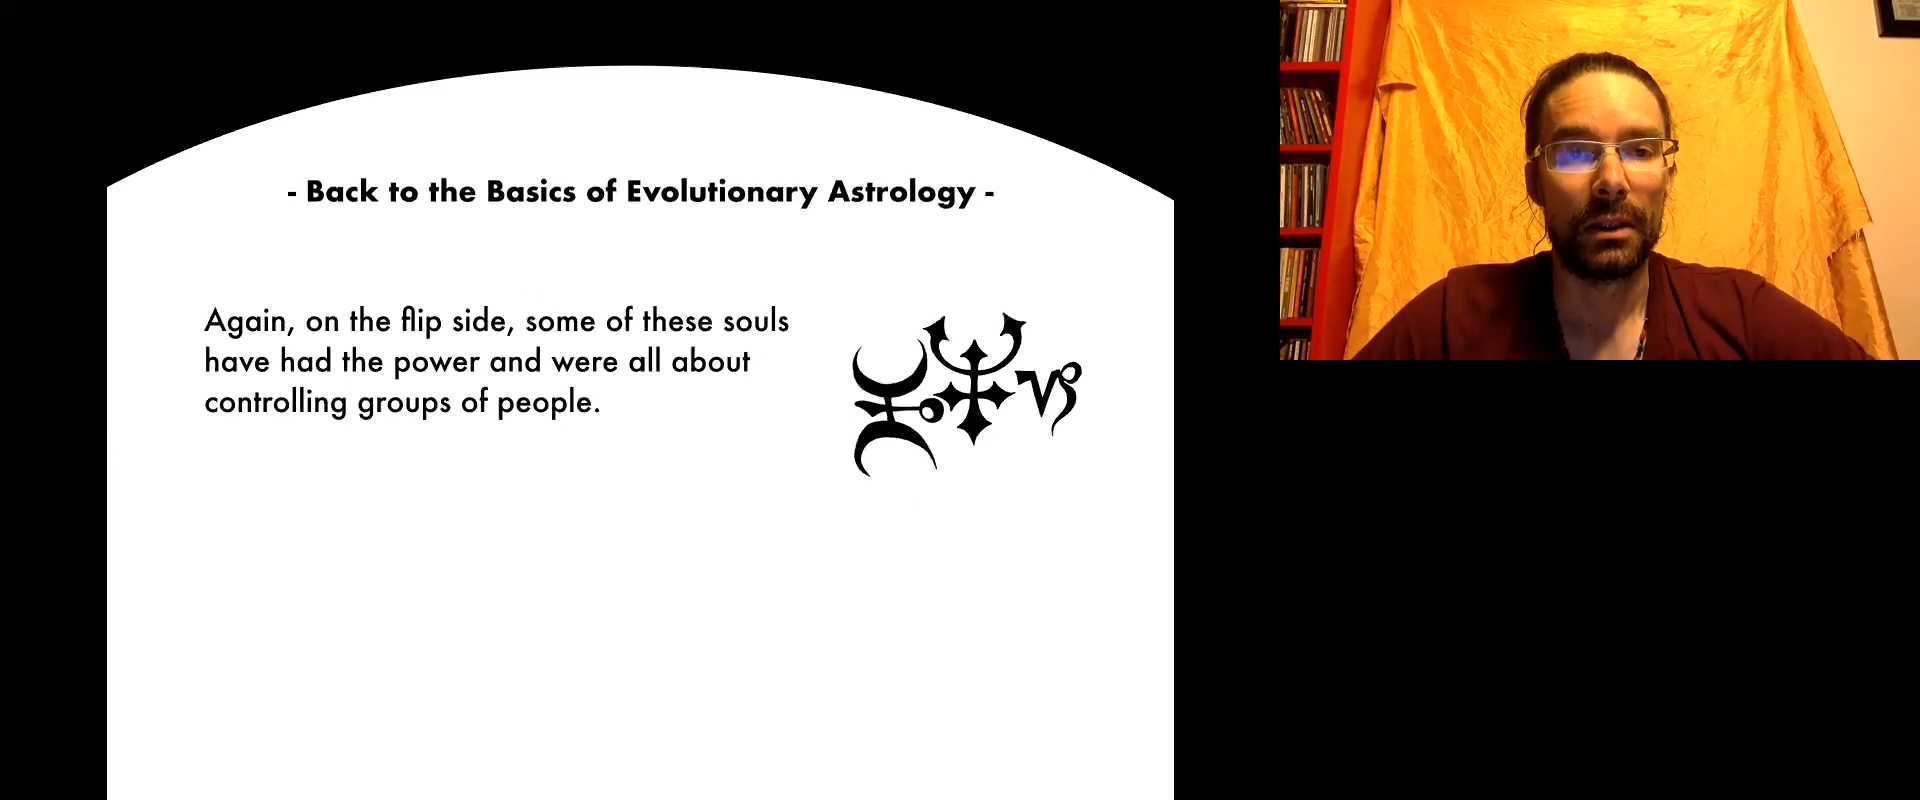 - Back to the Basics of Evolutionary Astrology -
Again, on the flip side, some of these souls
have had the power and were all about
controlling groups of people.